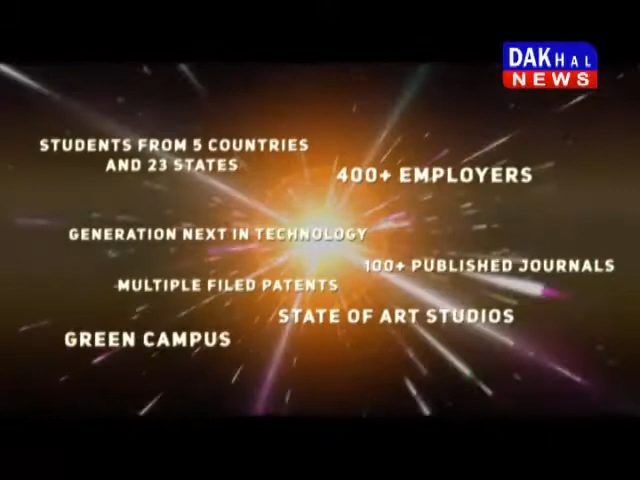 DAKHAL
NEWS
STUDENTS FROM 5 COUNTRIES
AND 23 STATES
400+ EMPLOYERS
GENERATION NEXT IN TECHNOLOGY
100+ PUBLISHED JOURNALS
MULTIPLE FILED PATENTS
STATE OF ART STUDIOS
GREEN CAMPUS